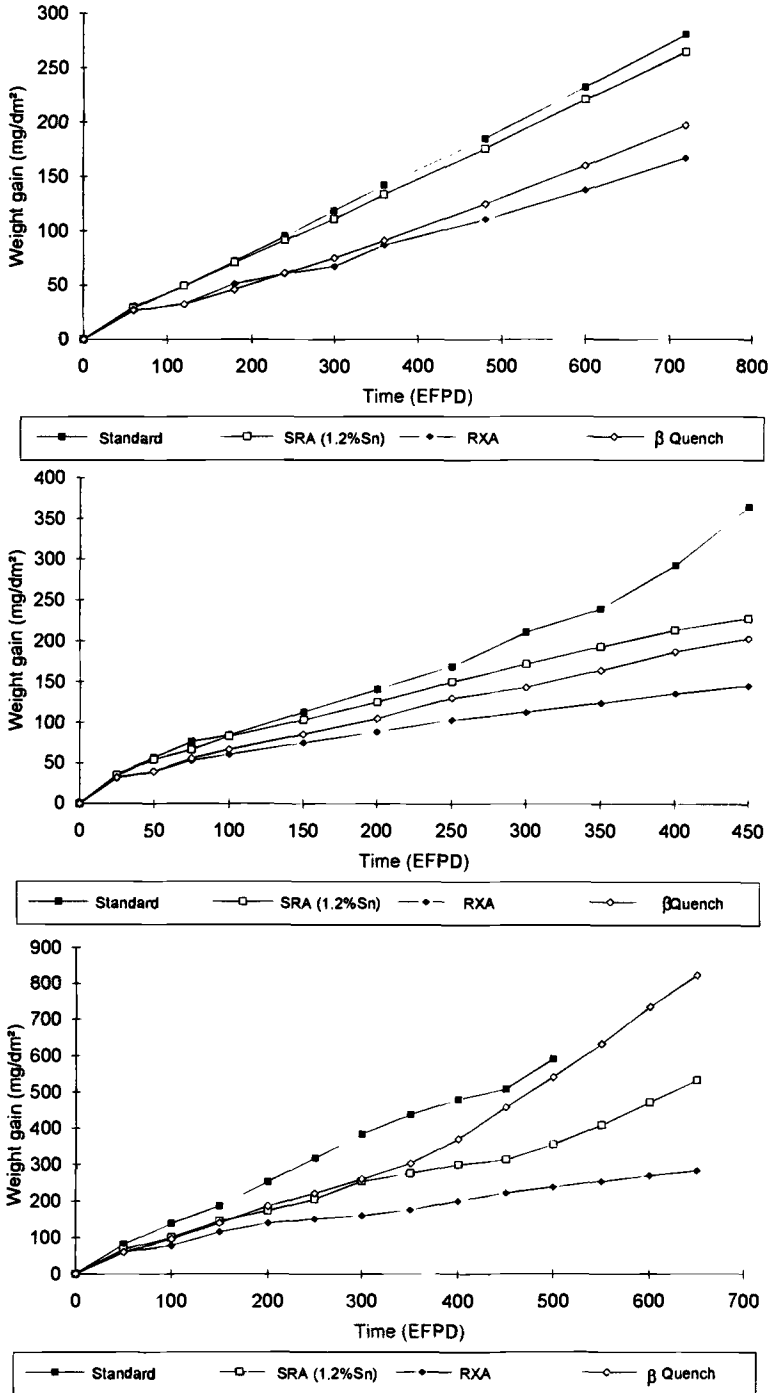 300
250
200
150
100
50
0
Weight gain (mg/dm²)
0 100 200 300 400 500 600 700 800
Time (EFPD)
Standard SRA (1.2%Sn) RXA β Quench
400
350
300
250
200
150
100
50
0
Weight gain (mg/dm²)
0 50 100 150 200 250 300 350 400 450
Time (EFPD)
Standard SRA (1.2%Sn) RXA βQuench
900
800
700
600
500
400
300
200
100
0
Weight gain (mg/dm²)
0 100 200 300 400 500 600 700
Time (EFPD)
Standard SRA (1.2%Sn) RXA β Quench